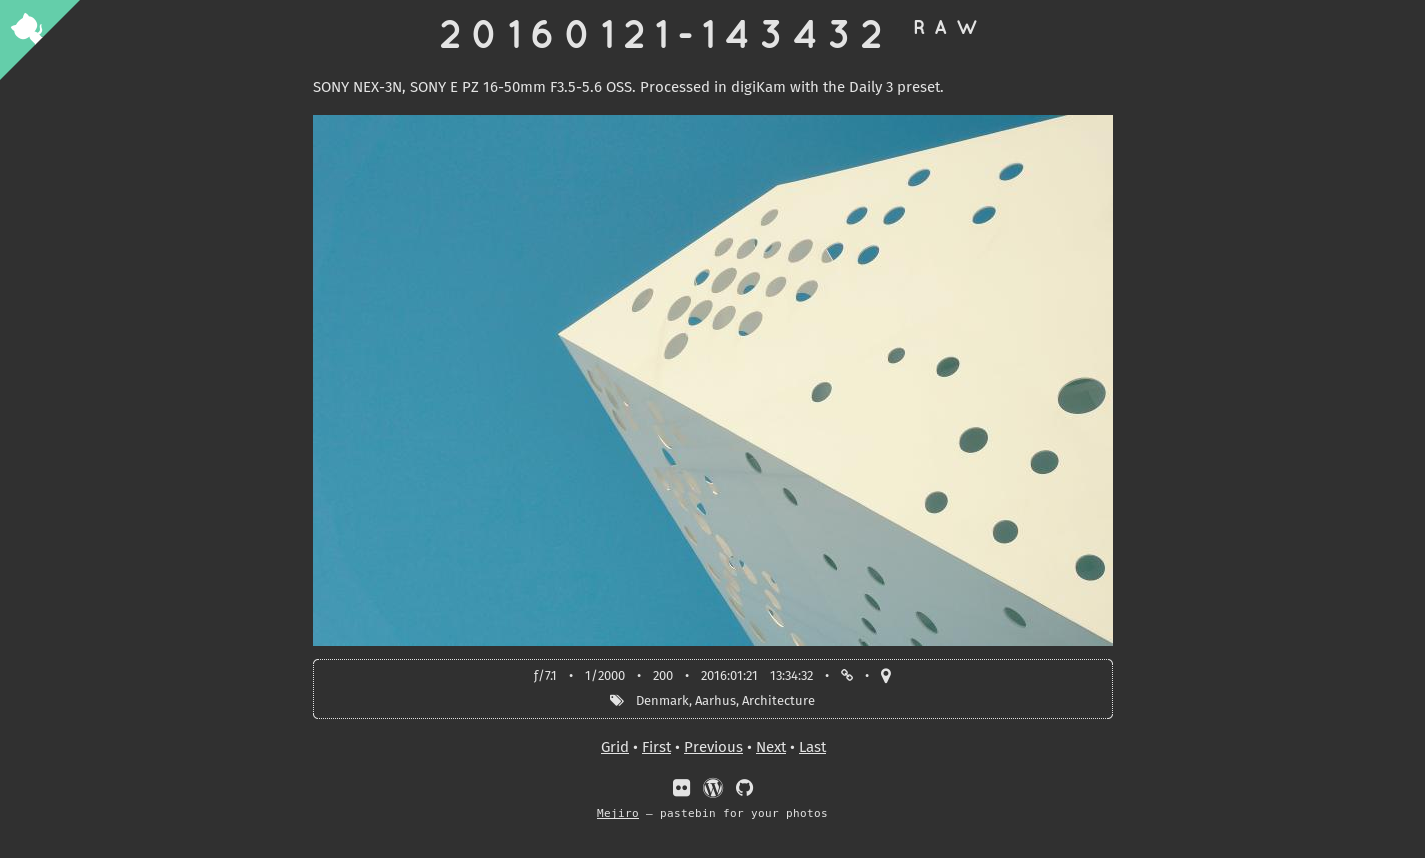 20160121-143432 RAW
SONY NEX-3N, SONY E PZ 16-50mm F3.5-5.6 OSS. Processed in digiKam with the Daily 3 preset.
ƒ/7.1 • 1/2000 • 200 • 2016:01:21 13:34:32 • •
Denmark, Aarhus, Architecture
Grid • First • Previous • Next • Last
Mejiro — pastebin for your photos